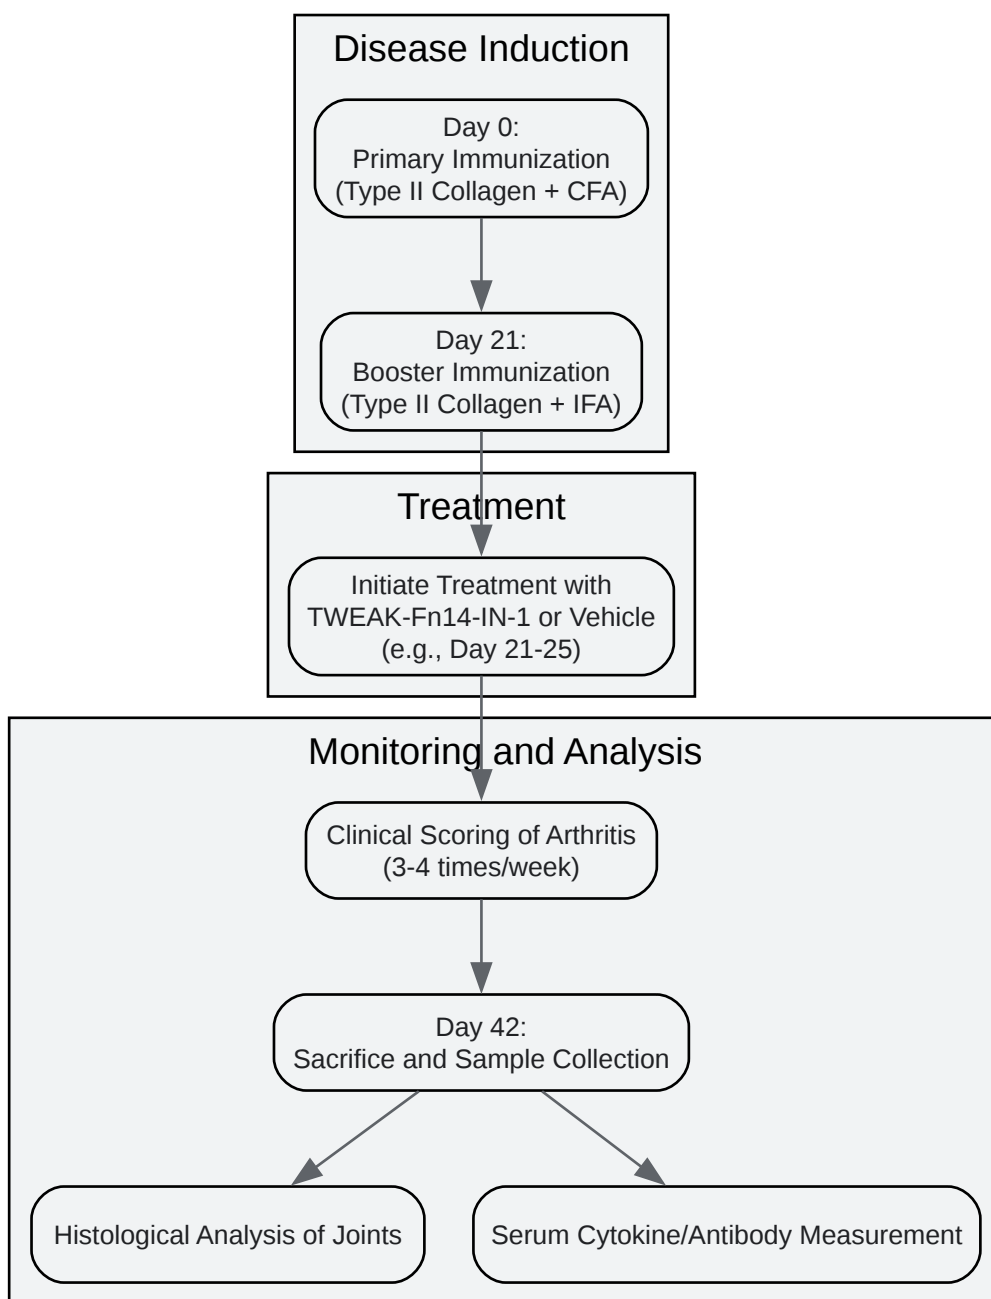 Disease Induction
Day 0:
Primary Immunization
(Type II Collagen + CFA)
Day 21:
Booster Immunization
(Type II Collagen + IFA)
Treatment
Initiate Treatment with
TWEAK-Fn14-IN-1 or Vehicle
(e.g., Day 21-25)
Monitoring and Analysis
Clinical Scoring of Arthritis
(3-4 times/week)
Day 42:
Sacrifice and Sample Collection
Histological Analysis of Joints
Serum Cytokine/Antibody Measurement